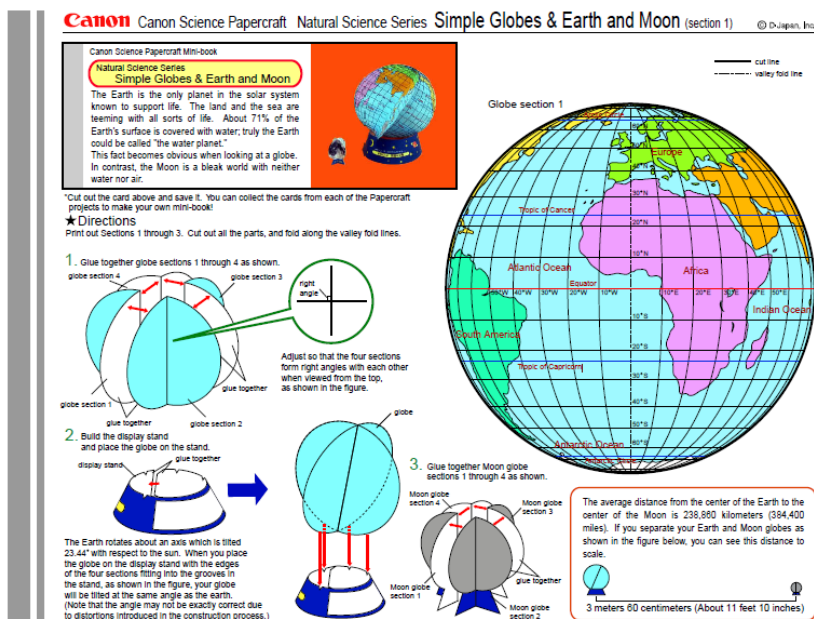 Canon Canon Science Papercraft Natural Science Series Simple Globes & Earth and Moon (section 1) © D-Japan, Inc
Canon Science Papercraft Mini-book
Natural Science Series
Simple Globes & Earth and Moon
The Earth is the only planet in the solar system
known to support life. The land and the sea are
teeming with all sorts of life. About 71% of the
Earth's surface is covered with water; truly the Earth
could be called "the water planet."
This fact becomes obvious when looking at a globe.
In contrast, the Moon is a bleak world with neither
water nor air.
*Cut out the card above and save it. You can collect the cards from each of the Papercraft
projects to make your own mini-book!
★Directions
Print out Sections 1 through 3. Cut out all the parts, and fold along the valley fold lines.
1. Glue together globe sections 1 through 4 as shown.
globe section 4
globe section 3
right
angle
glue together
globe section 1
glue together
globe section 2
Adjust so that the four sections
form right angles with each other
when viewed from the top,
as shown in the figure.
2. Build the display stand
and place the globe on the stand.
display stand
glue together
globe
The Earth rotates about an axis which is tilted
23.44° with respect to the sun. When you place
the globe on the display stand with the edges
of the four sections fitting into the grooves in
the stand, as shown in the figure, your globe
will be tilted at the same angle as the earth.
(Note that the angle may not be exactly correct due
to distortions introduced in the construction process.)
3. Glue together Moon globe
sections 1 through 4 as shown.
Moon globe
section 4
Moon globe
section 3
glue together
Moon globe
section 1
Moon globe
section 2
cut line
valley fold line
Globe section 1
Europe
30°N
Tropic of Cancer
20°N
10°N
Atlantic Ocean
Africa
Equator
40°W 30°W 20°W 10°W 10°E 20°E 30°E 40°E 50°E
Indian Ocean
10°S
South America
20°S
Tropic of Capricorn
30°S
40°S
50°S
Antarctic Ocean
60°S
The average distance from the center of the Earth to the
center of the Moon is 238,860 kilometers (384,400
miles). If you separate your Earth and Moon globes as
shown in the figure below, you can see this distance to
scale.
3 meters 60 centimeters (About 11 feet 10 inches)